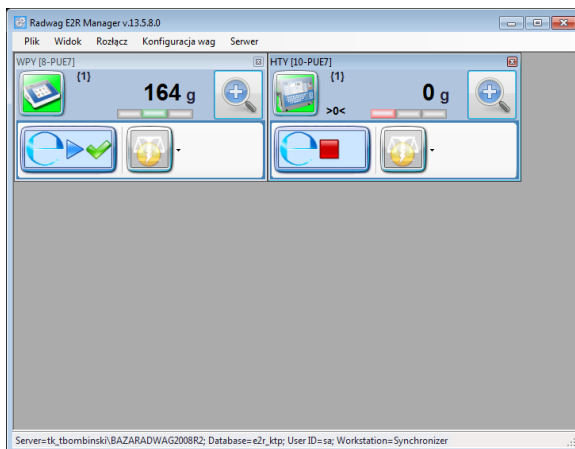 Radwag E2R Manager v.13.5.8.0
Plik Widok Rozłącz Konfiguracja wag Serwer
WPY [8-PUE7]
{1}
164 g
HTY [10-PUE7]
{1}
>0<
0 g
Server=tk_tbombinski\BAZARADWAG2008R2; Database=e2r_ktp; User ID=sa; Workstation=Synchronizer